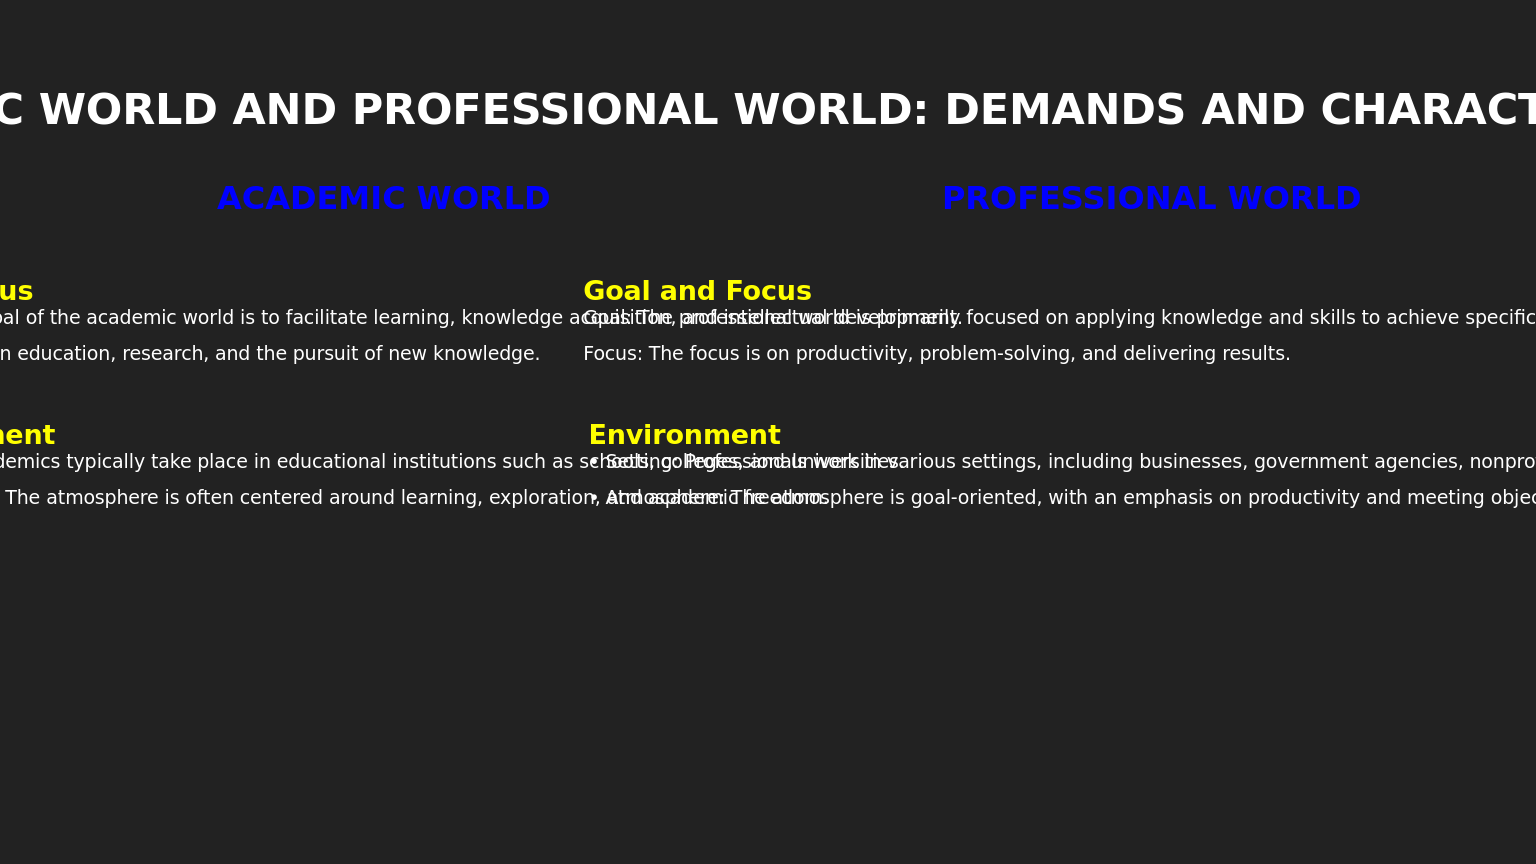 C WORLD AND PROFESSIONAL WORLD: DEMANDS AND CHARACT
ACADEMIC WORLD
PROFESSIONAL WORLD
us
Goal and Focus
oal of the academic world is to facilitate learning, knowledge acquisition, and intellectual development.
Goal: The professional world is primarily focused on applying knowledge and skills to achieve specific
n education, research, and the pursuit of new knowledge.
Focus: The focus is on productivity, problem-solving, and delivering results.
ment
Environment
demics typically take place in educational institutions such as schools, colleges, and universities.
• Setting: Professionals work in various settings, including businesses, government agencies, nonpro
The atmosphere is often centered around learning, exploration, and academic freedom.
• Atmosphere: The atmosphere is goal-oriented, with an emphasis on productivity and meeting objec